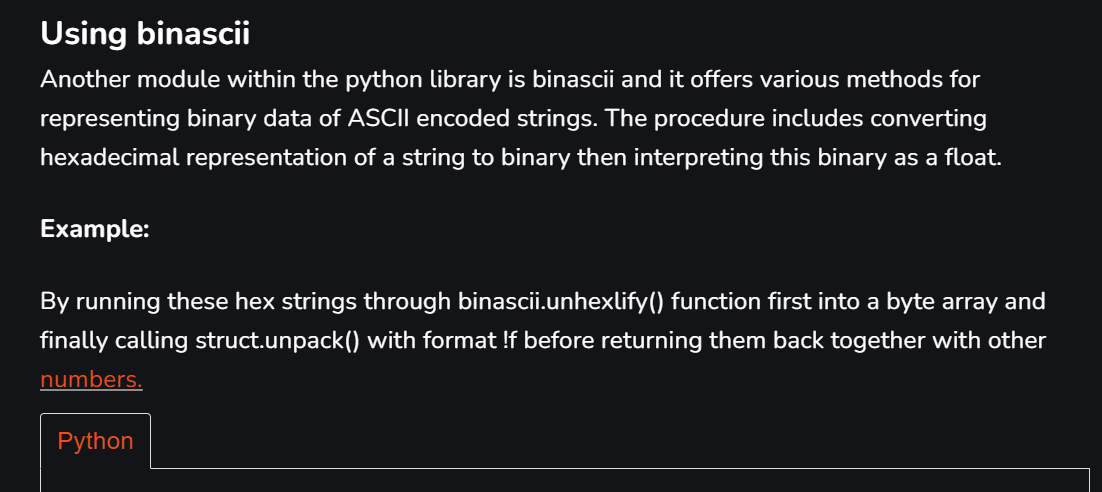 Using binascii
Another module within the python library is binascii and it offers various methods for
representing binary data of ASCII encoded strings. The procedure includes converting
hexadecimal representation of a string to binary then interpreting this binary as a float.
Example:
By running these hex strings through binascii.unhexlify() function first into a byte array and
finally calling struct.unpack() with format !f before returning them back together with other
numbers.
Python